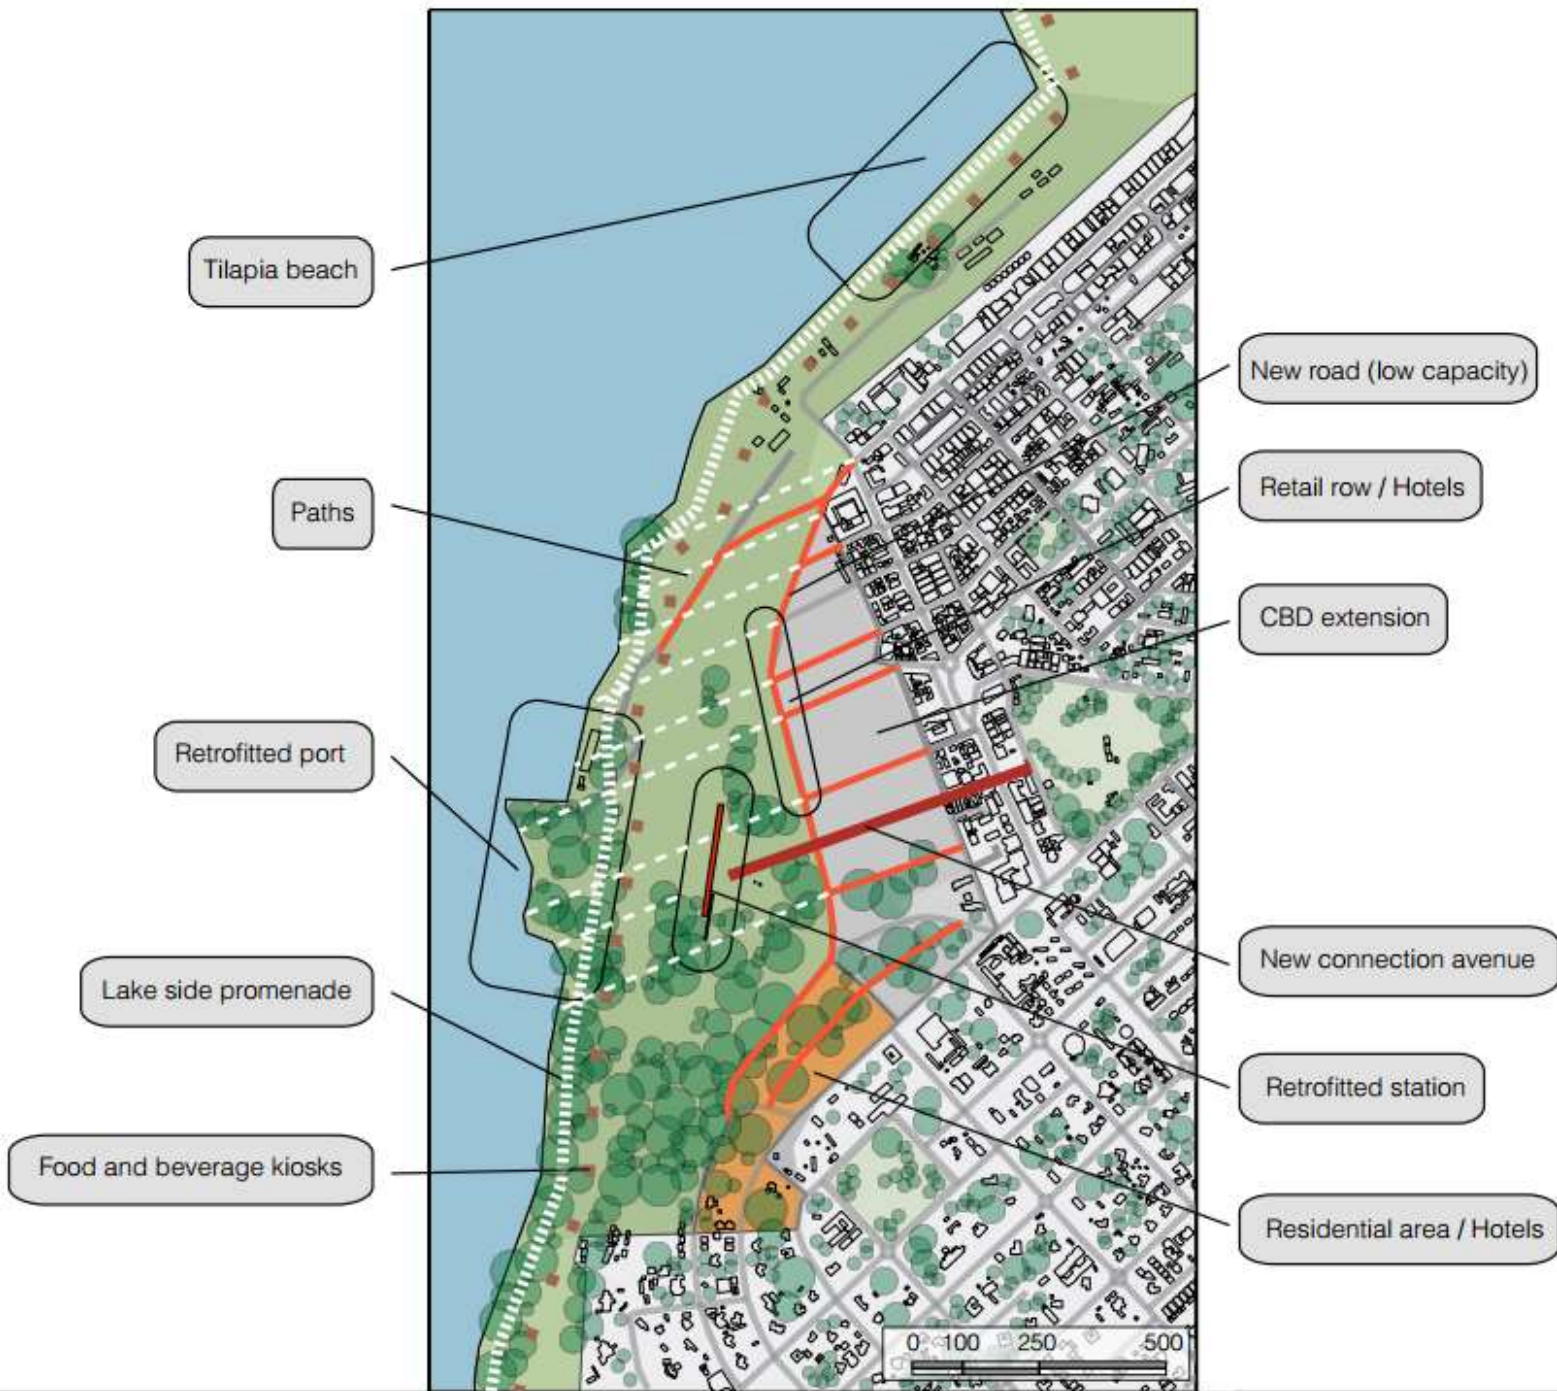 Tilapia beach
New road (low capacity)
Retail row / Hotels
Paths
CBD extension
Retrofitted port
New connection avenue
Lake side promenade
Retrofitted station
Food and beverage kiosks
Residential area / Hotels
0 100 250 500